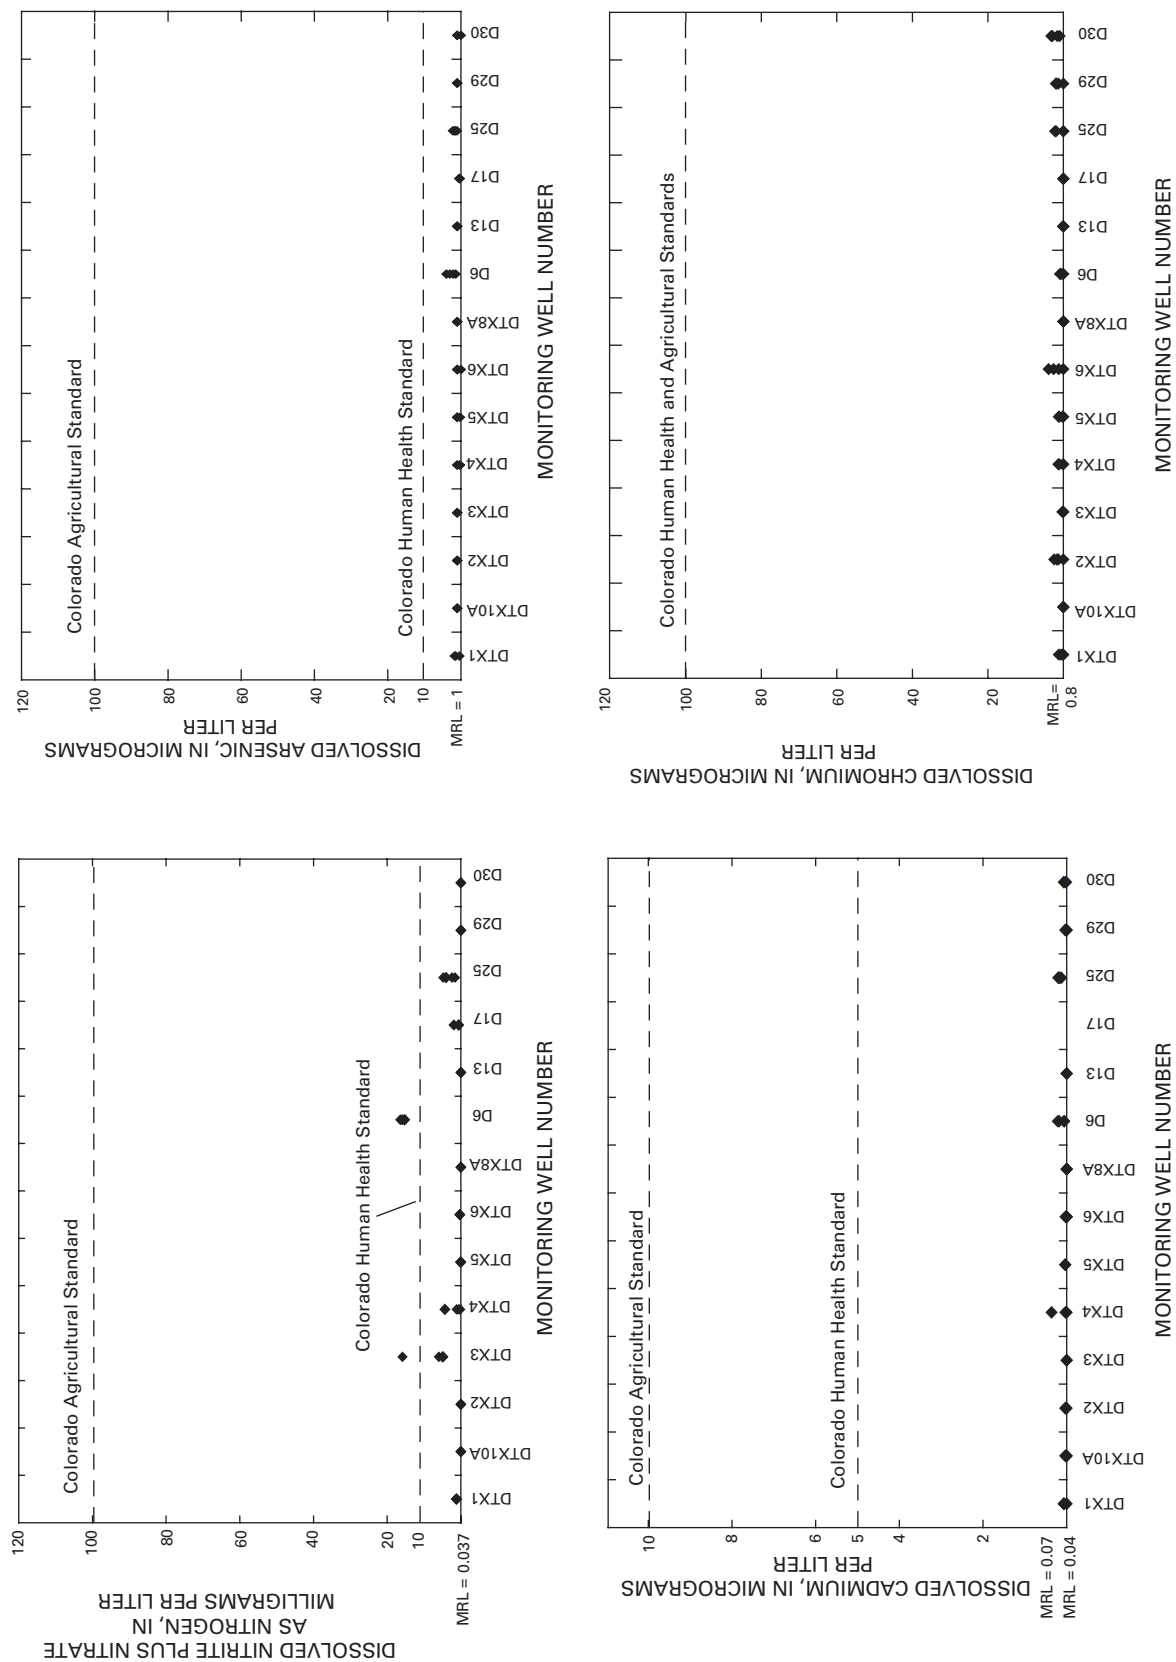 DISSOLVED NITRITE PLUS NITRATE
AS NITROGEN, IN
MILLIGRAMS PER LITER
120
100
80
60
40
20
10
MRL = 0.037
Colorado Agricultural Standard
Colorado Human Health Standard
DTX1
DTX10A
DTX2
DTX3
DTX4
DTX5
DTX6
DTX8A
D6
D13
D17
D25
D29
D30
MONITORING WELL NUMBER
DISSOLVED ARSENIC, IN MICROGRAMS
PER LITER
120
100
80
60
40
20
10
MRL = 1
Colorado Agricultural Standard
Colorado Human Health Standard
DTX1
DTX10A
DTX2
DTX3
DTX4
DTX5
DTX6
DTX8A
D6
D13
D17
D25
D29
D30
MONITORING WELL NUMBER
DISSOLVED CADMIUM, IN MICROGRAMS
PER LITER
10
8
6
5
4
2
MRL = 0.07
MRL = 0.04
Colorado Agricultural Standard
Colorado Human Health Standard
DTX1
DTX10A
DTX2
DTX3
DTX4
DTX5
DTX6
DTX8A
D6
D13
D17
D25
D29
D30
MONITORING WELL NUMBER
DISSOLVED CHROMIUM, IN MICROGRAMS
PER LITER
120
100
80
60
40
20
MRL=
0.8
Colorado Human Health and Agricultural Standards
DTX1
DTX10A
DTX2
DTX3
DTX4
DTX5
DTX6
DTX8A
D6
D13
D17
D25
D29
D30
MONITORING WELL NUMBER